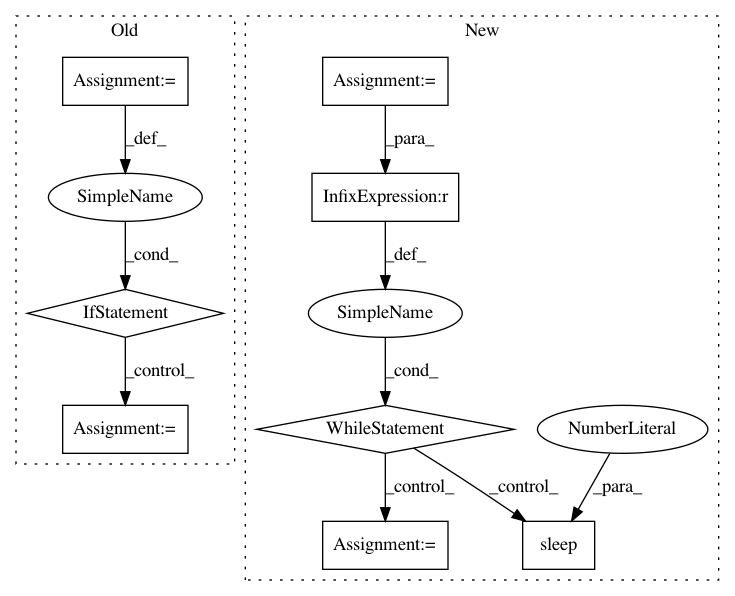 Old
New
Assignment:=
Assignment:=
_def_
_para_
SimpleName
InfixExpression:r
_cond_
_def_
IfStatement
SimpleName
_control_
_cond_
Assignment:=
WhileStatement
NumberLiteral
_control_
_control_
_para_
Assignment:=
sleep